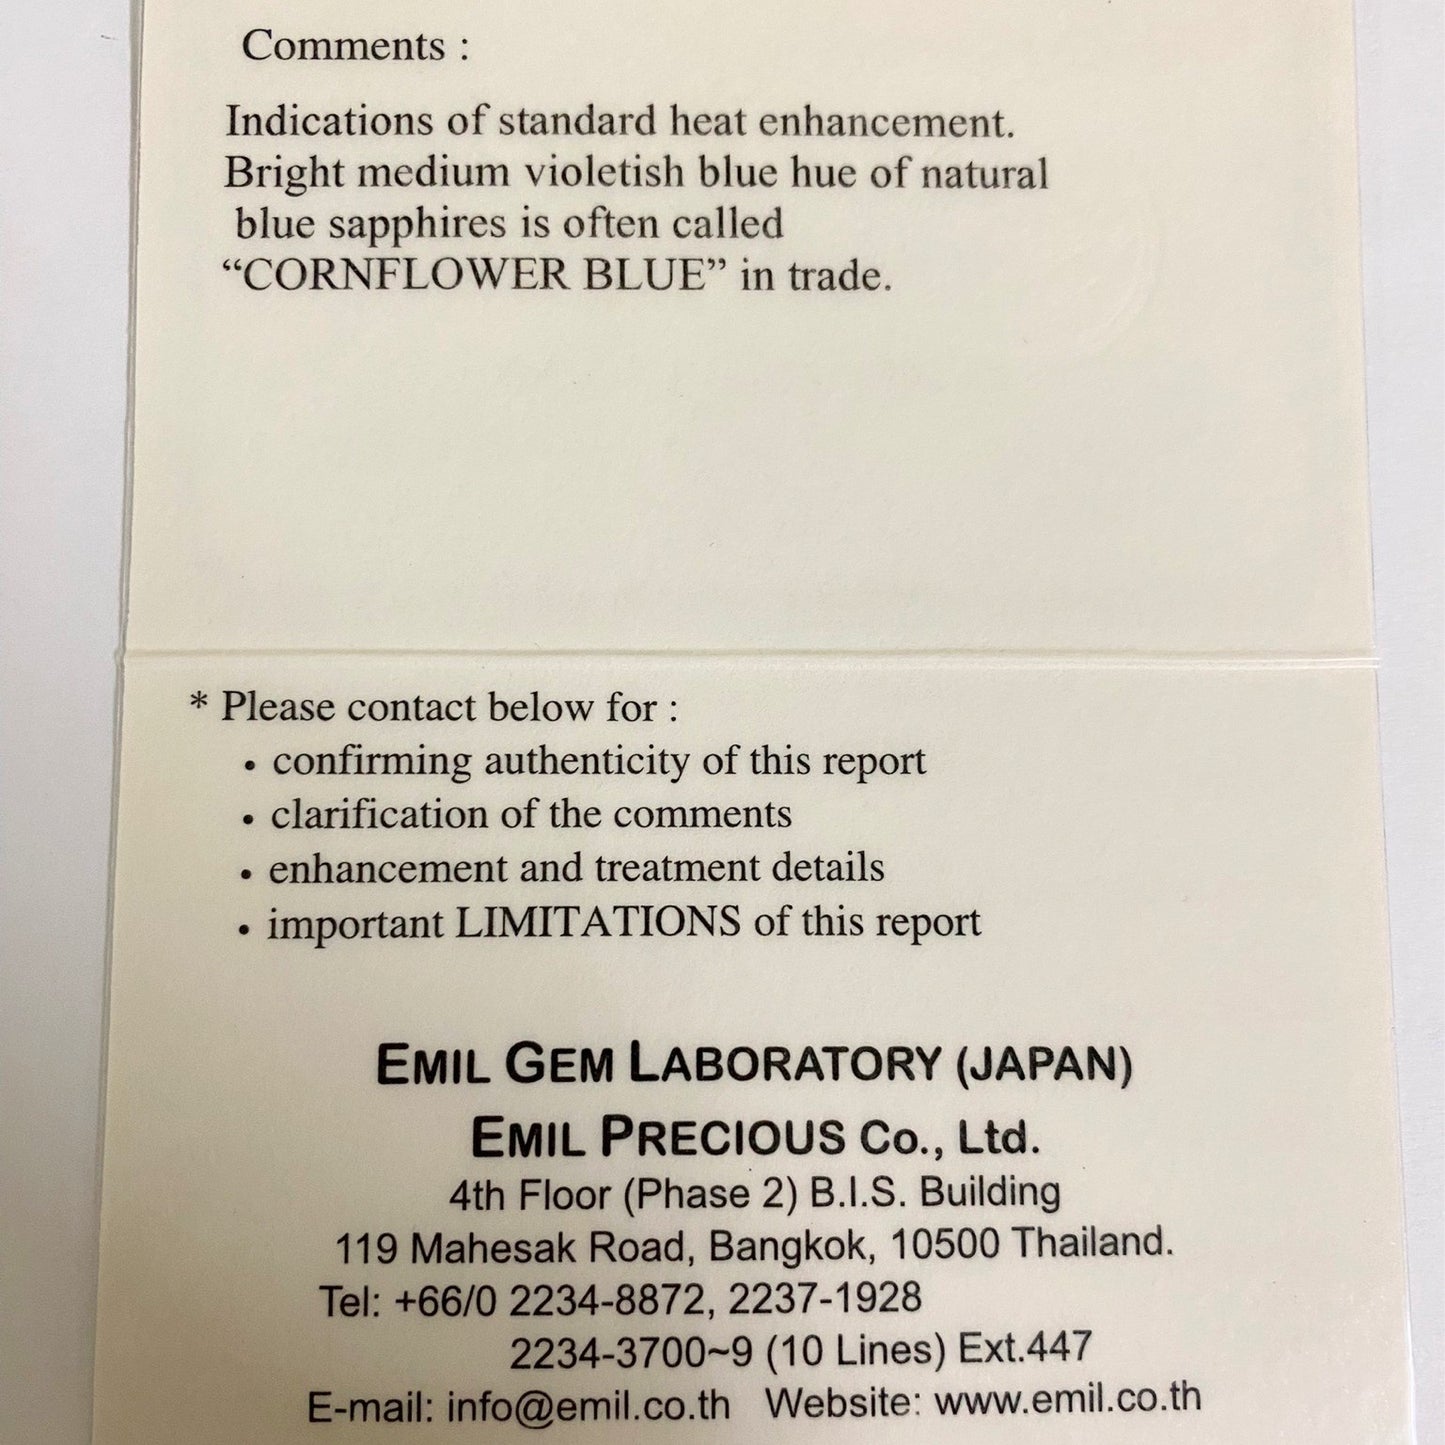 Comments :
Indications of standard heat enhancement.
Bright medium violetish blue hue of natural
blue sapphires is often called
“CORNFLOWER BLUE” in trade.
* Please contact below for :
• confirming authenticity of this report
• clarification of the comments
• enhancement and treatment details
• important LIMITATIONS of this report
EMIL GEM LABORATORY (JAPAN)
EMIL PRECIOUS Co., Ltd.
4th Floor (Phase 2) B.I.S. Building
119 Mahesak Road, Bangkok, 10500 Thailand.
Tel: +66/0 2234-8872, 2237-1928
2234-3700~9 (10 Lines) Ext.447
E-mail: info@emil.co.th Website: www.emil.co.th